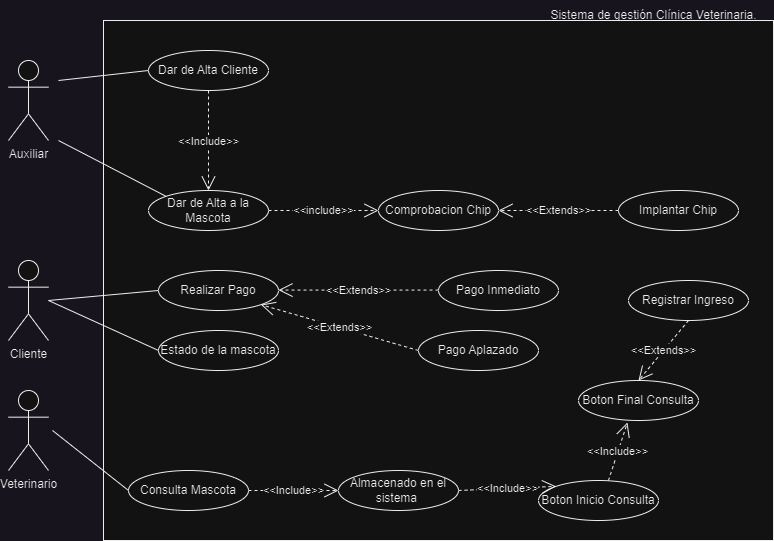 Sistema de gestión Clínica Veterinaria.
Dar de Alta Cliente
Auxiliar
<<Include>>
Dar de Alta a la
Mascota
<<include>>
Comprobacion Chip
<<Extends>>
Implantar Chip
Realizar Pago
<<Extends>>
Pago Inmediato
Registrar Ingreso
<<Extends>>
Cliente
Estado de la mascota
Pago Aplazado
<<Extends>>
Boton Final Consulta
<<Include>>
Veterinario
Consulta Mascota
<<Include>>
Almacenado en el
sistema
<<Include>>
Boton Inicio Consulta